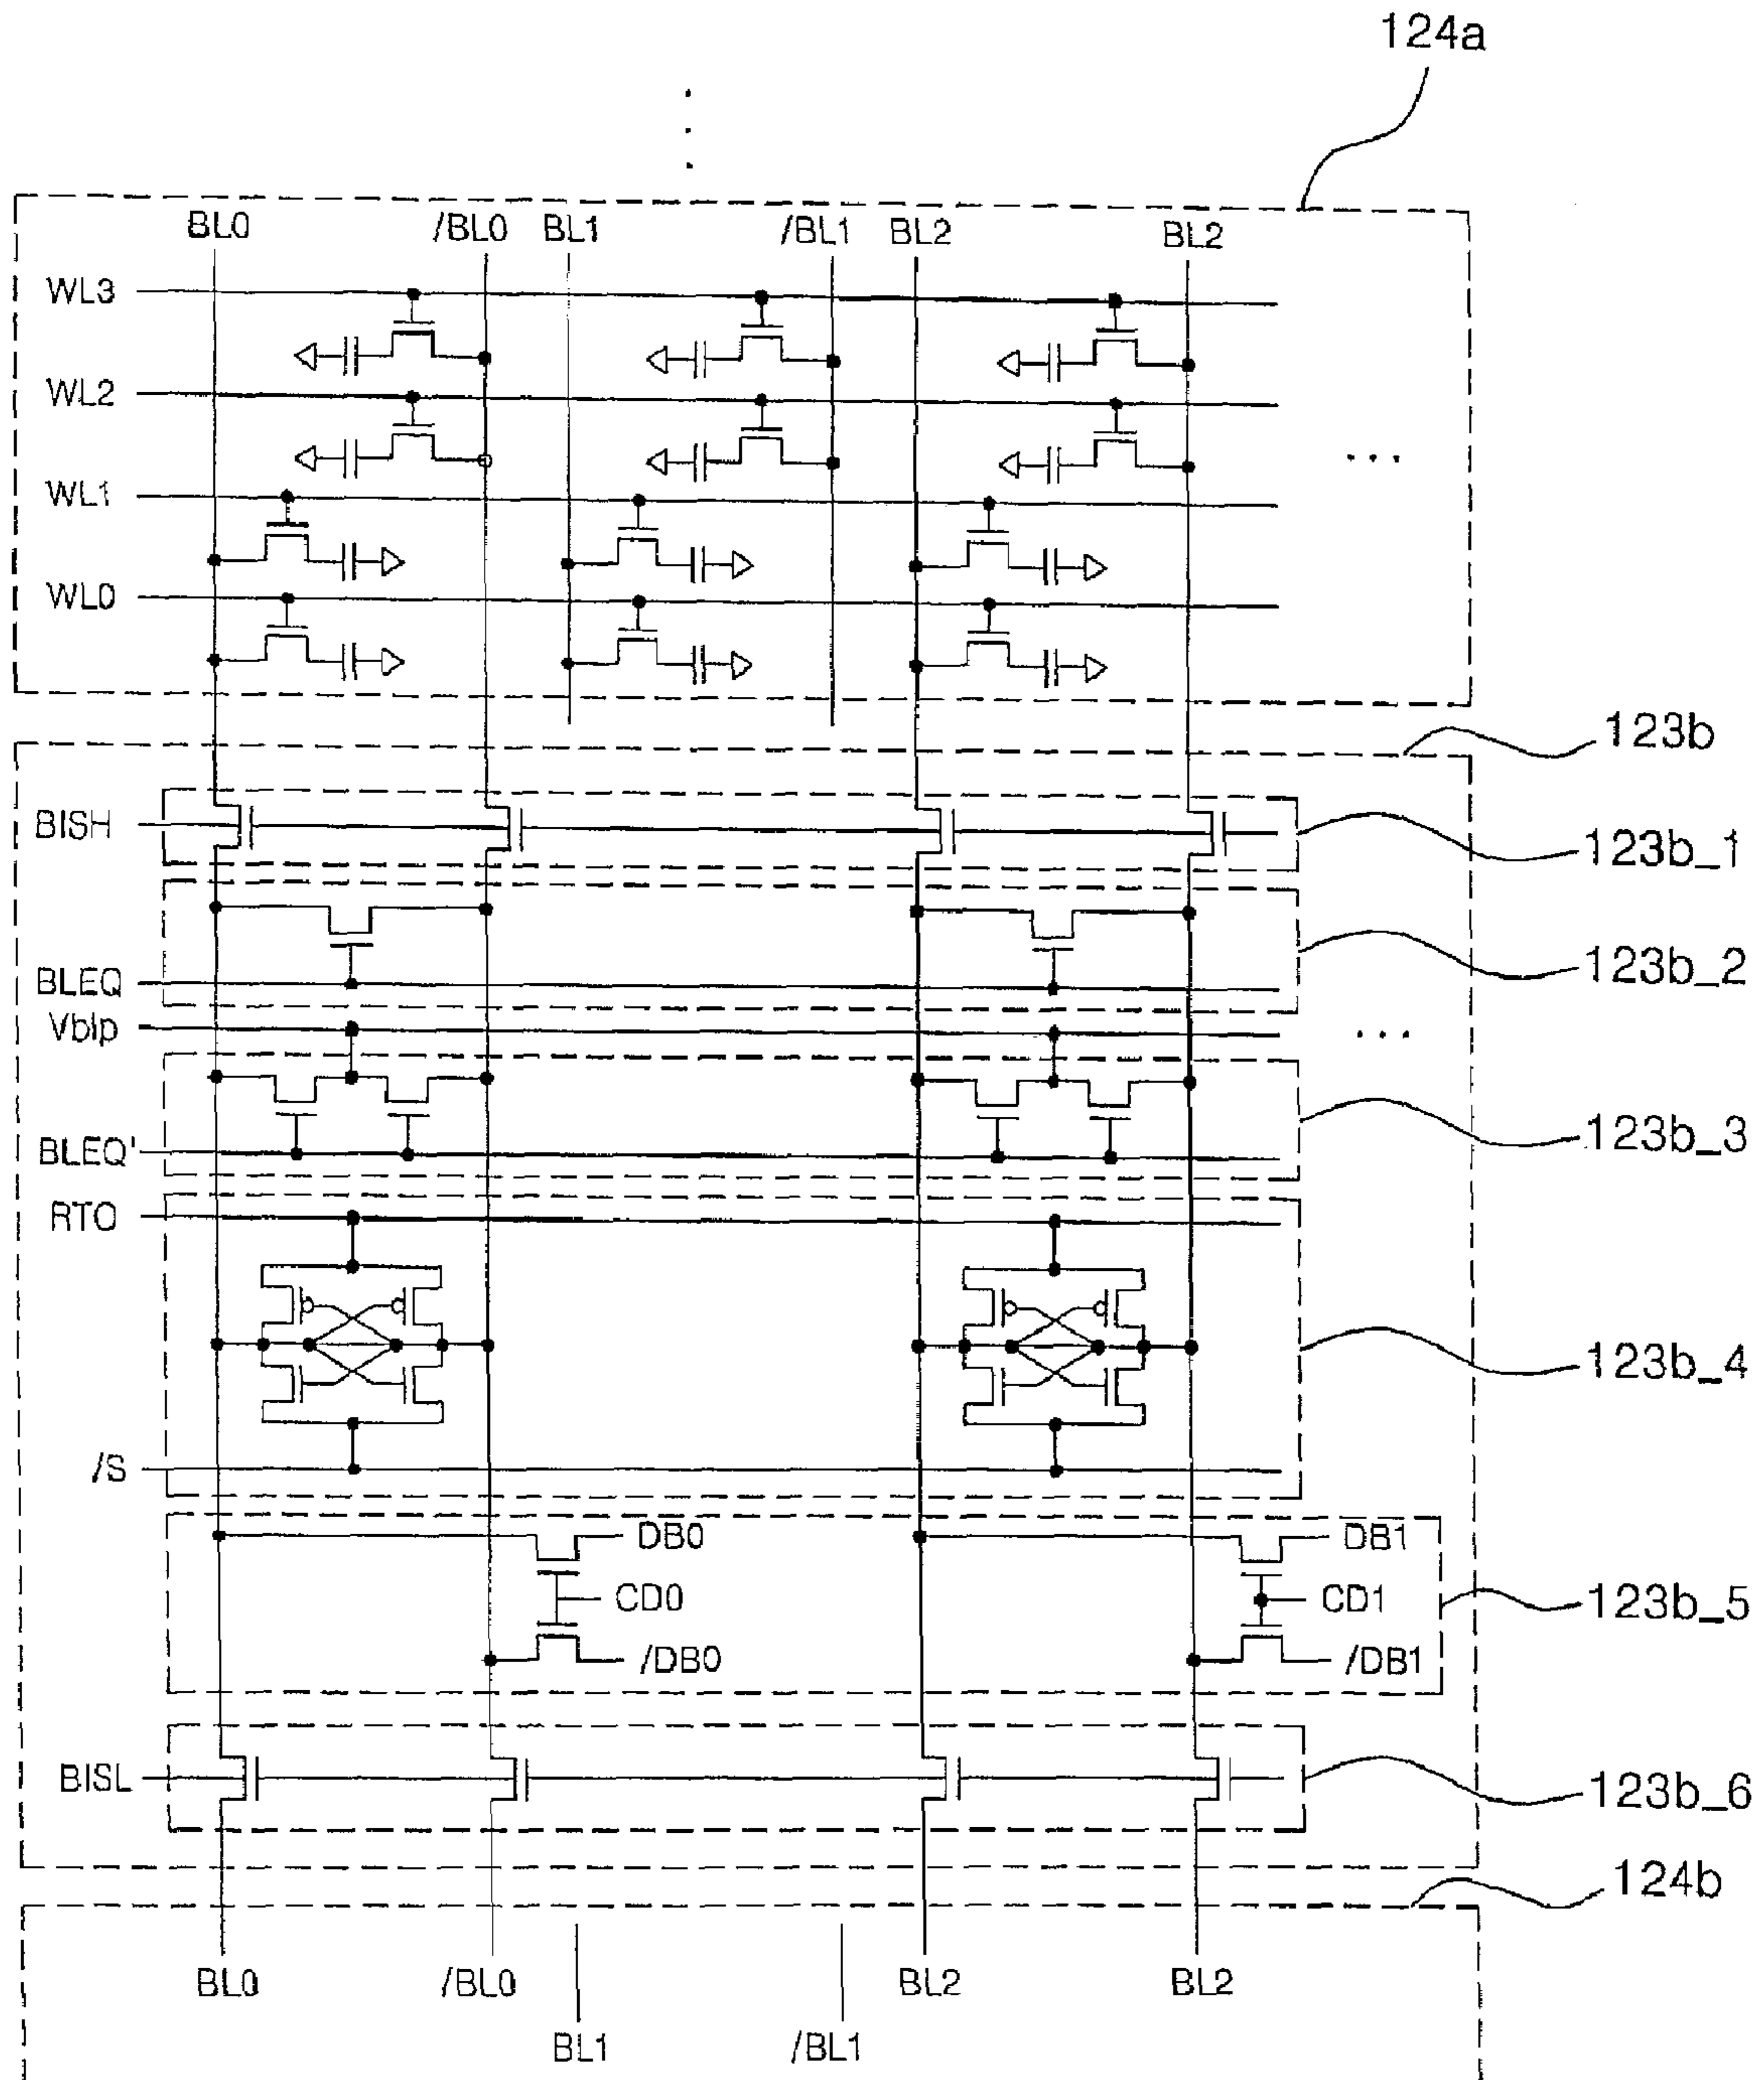 124a
BL0 /BL0 BL1 /BL1 BL2 BL2
WL3
WL2
WL1
WL0
123b
BISH
123b_1
BLEQ
123b_2
Vblp
123b_3
BLEQ'
RTO
123b_4
/S
DB0 DB1
CD0 CD1
123b_5
/DB0 /DB1
BISL
123b_6
124b
BL0 /BL0 BL2 BL2
BL1 /BL1